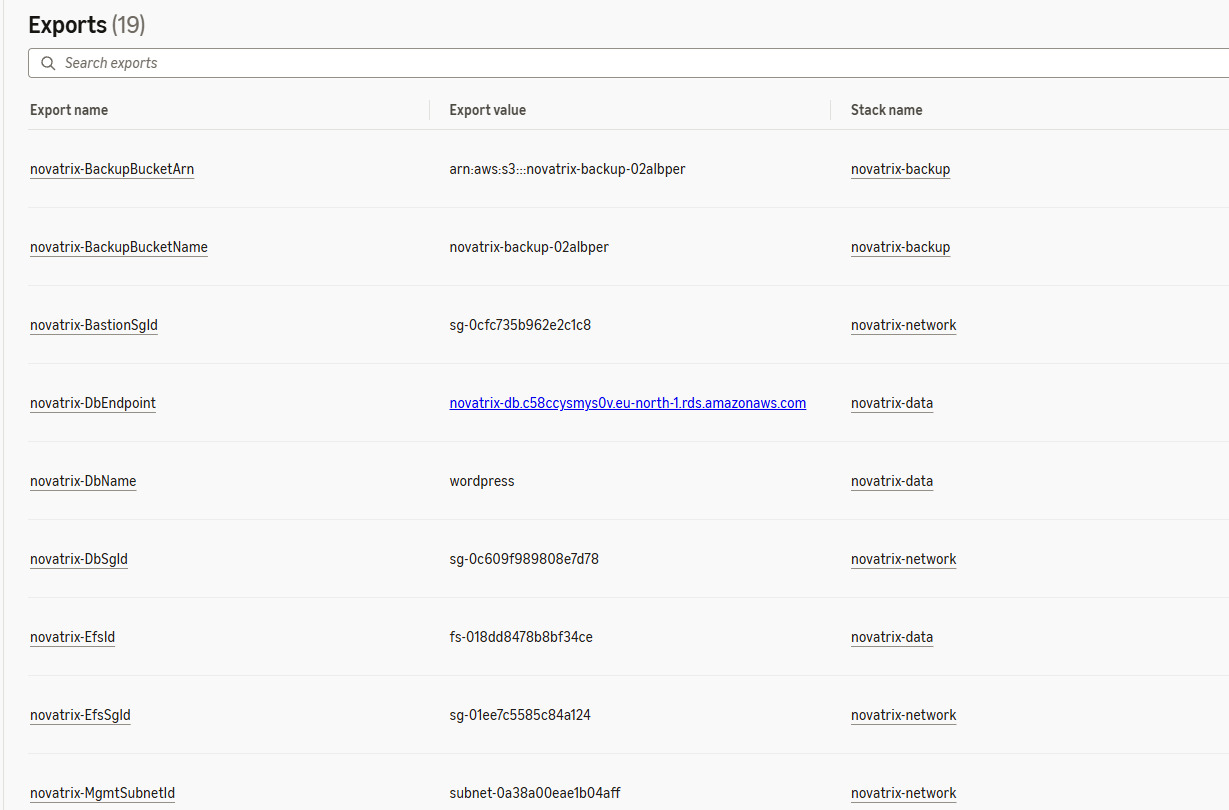 Exports (19)
Search exports
Export name Export value Stack name
novatrix-BackupBucketArn arn:aws:s3:::novatrix-backup-02albper novatrix-backup
novatrix-BackupBucketName novatrix-backup-02albper novatrix-backup
novatrix-BastionSgId sg-0cfc735b962e2c1c8 novatrix-network
novatrix-DbEndpoint novatrix-db.c58ccysmys0v.eu-north-1.rds.amazonaws.com novatrix-data
novatrix-DbName wordpress novatrix-data
novatrix-DbSgId sg-0c609f989808e7d78 novatrix-network
novatrix-EfsId fs-018dd8478b8bf34ce novatrix-data
novatrix-EfsSgId sg-01ee7c5585c84a124 novatrix-network
novatrix-MgmtSubnetId subnet-0a38a00eae1b04aff novatrix-network